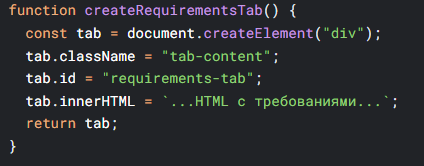 function createRequirementsTab() {
  const tab = document.createElement("div");
  tab.className = "tab-content";
  tab.id = "requirements-tab";
  tab.innerHTML = `...HTML с требованиями...`;
  return tab;
}